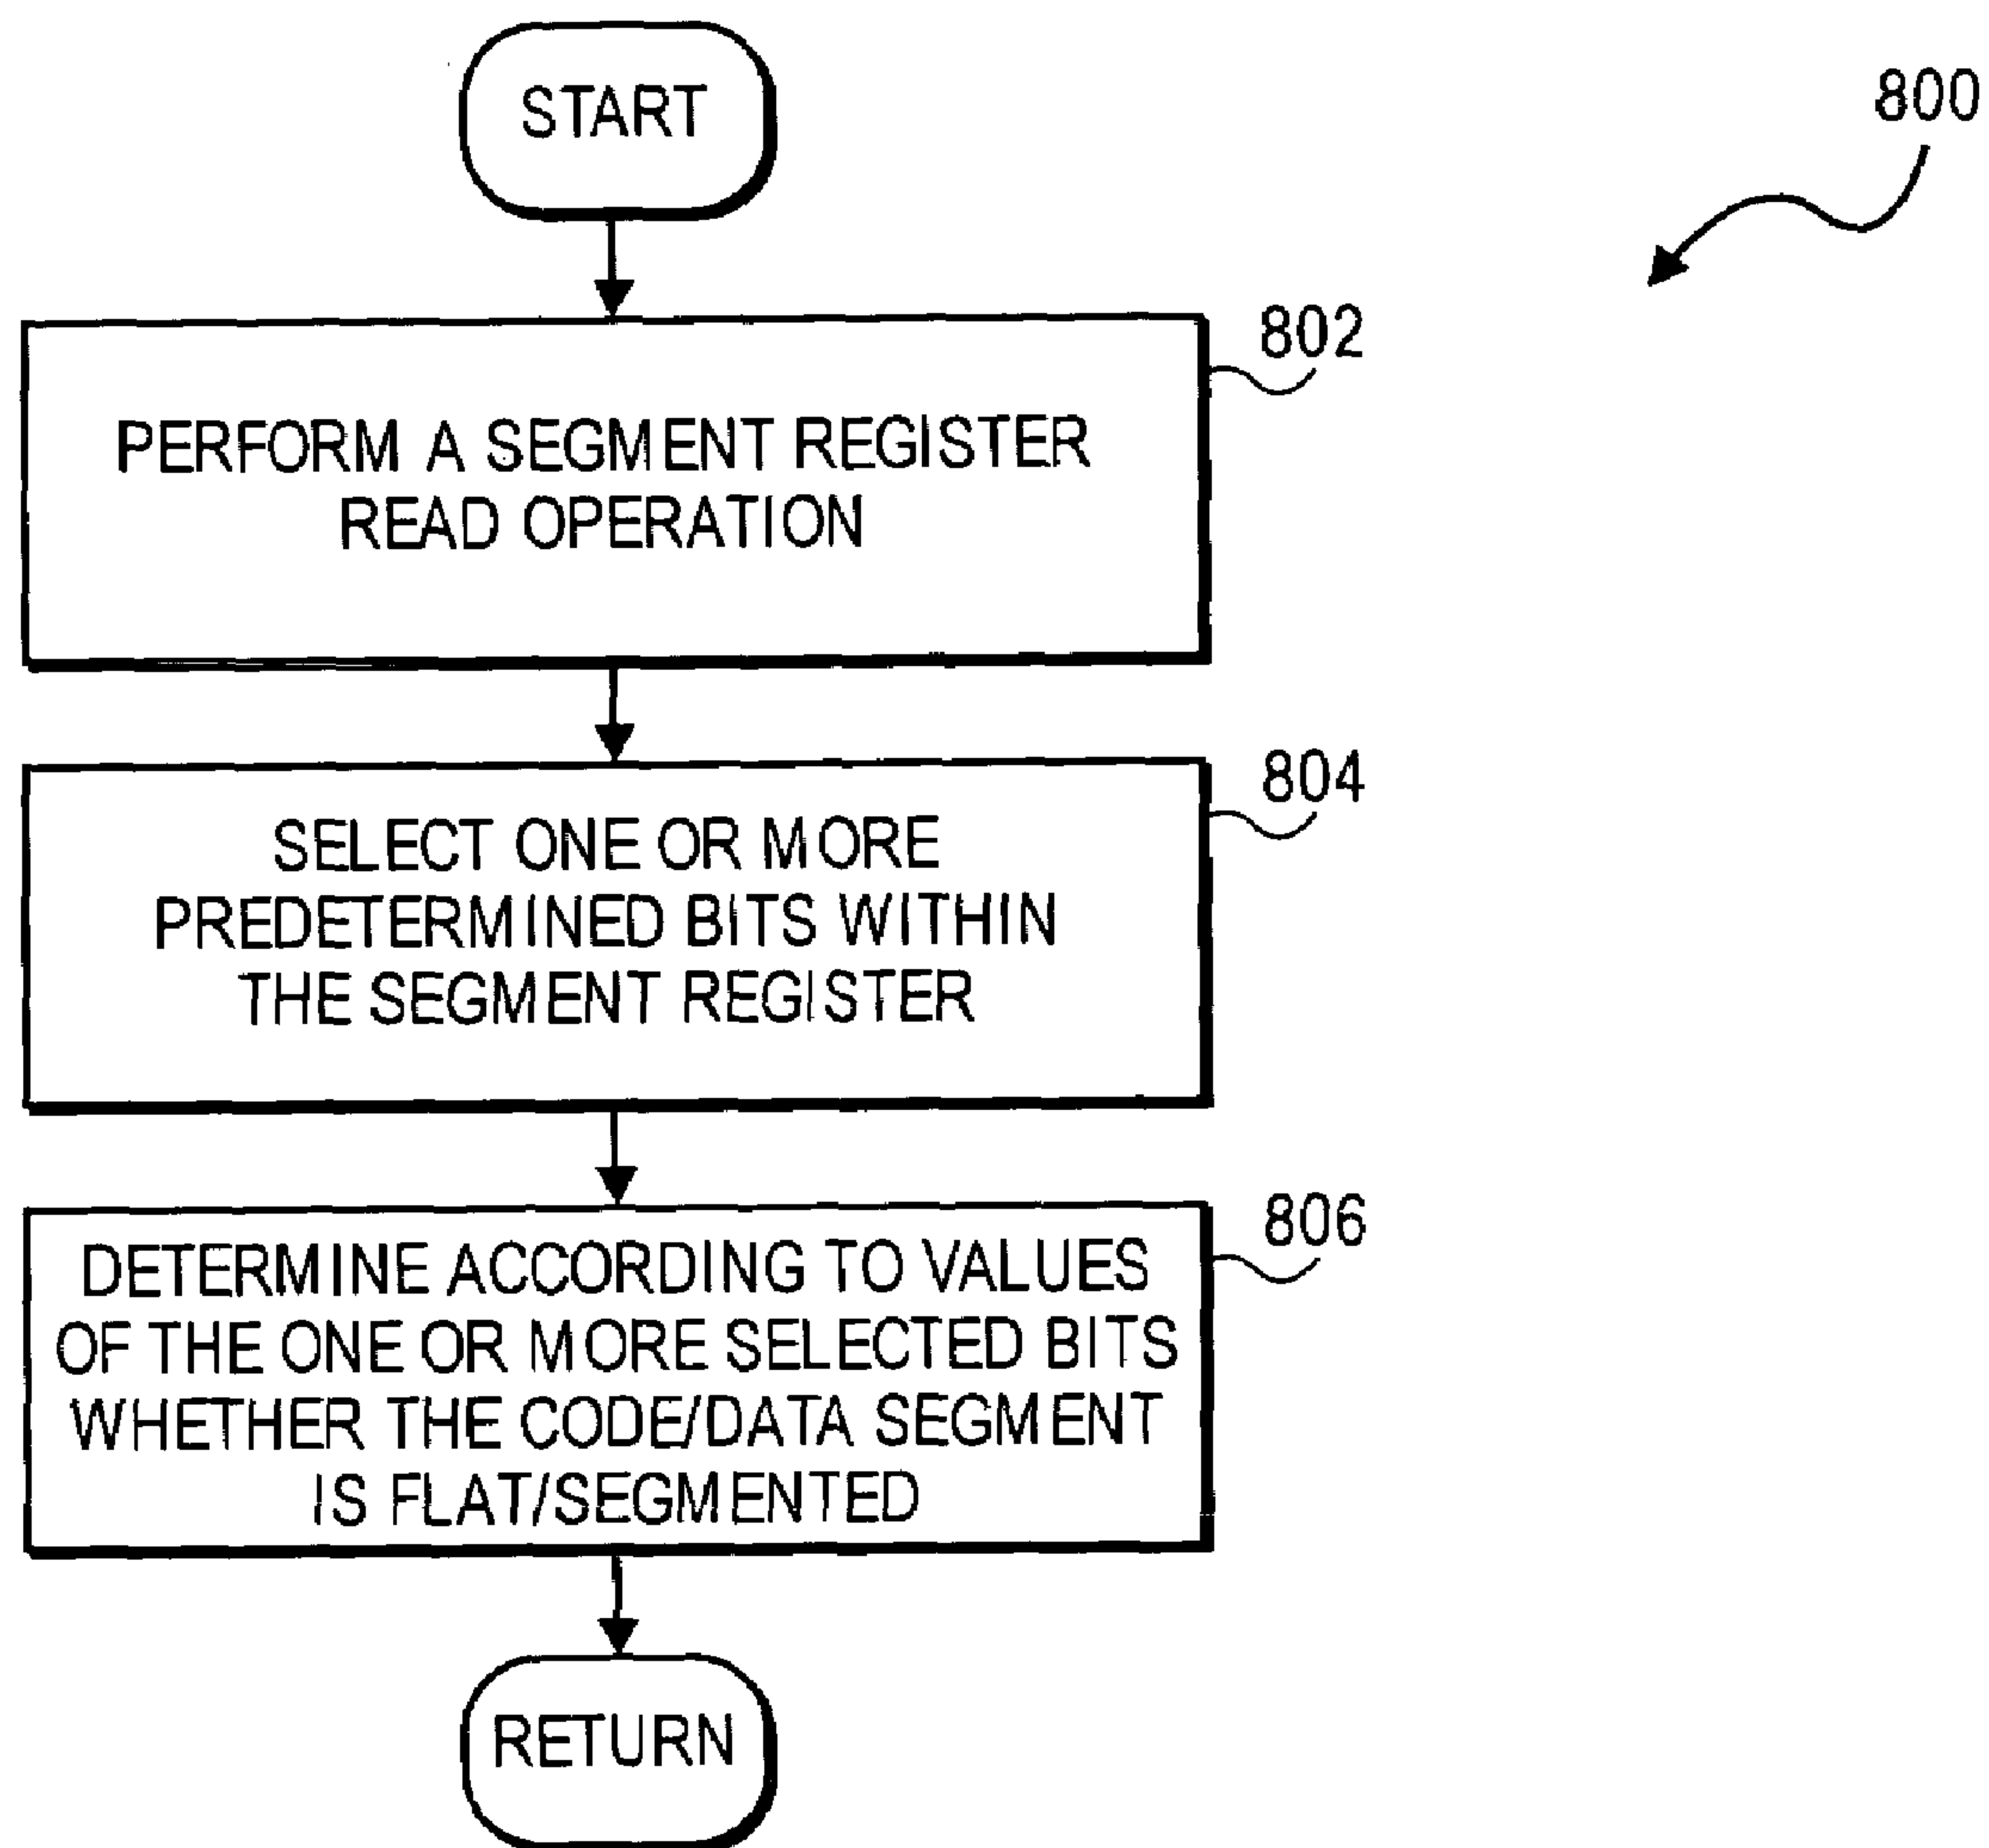 START
800
802
PERFORM A SEGMENT REGISTER
READ OPERATION
804
SELECT ONE OR MORE
PREDETERMINED BITS WITHIN
THE SEGMENT REGISTER
806
DETERMINE ACCORDING TO VALUES
OF THE ONE OR MORE SELECTED BITS
WHETHER THE CODE/DATA SEGMENT
IS FLAT/SEGMENTED
RETURN